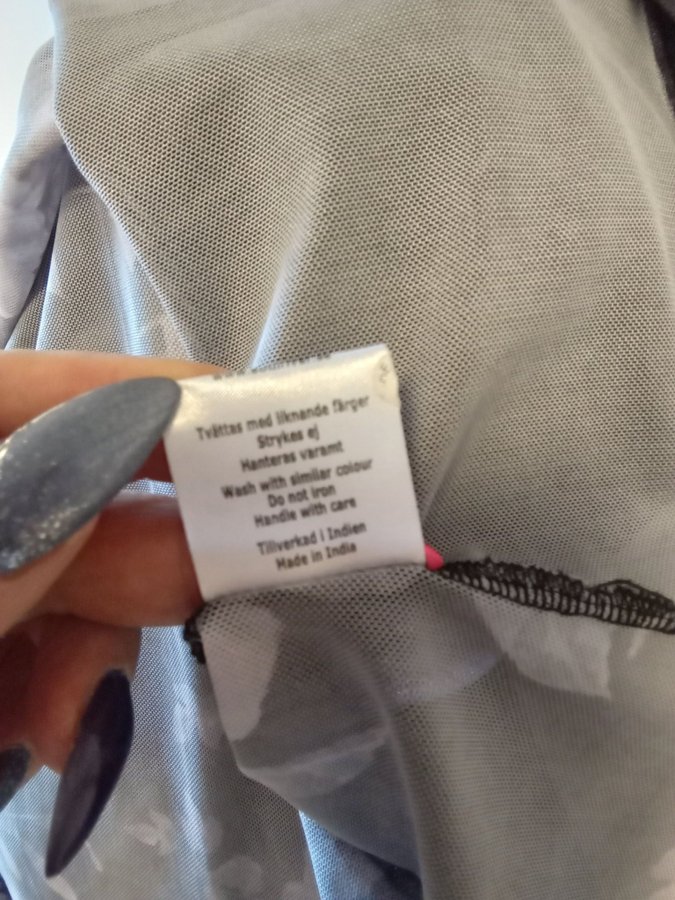 Tvättas med liknande färger
Strykes ej
Hanteras varamt
Wash with similar colour
Do not iron
Handle with care
Tillverkad i Indien
Made in India